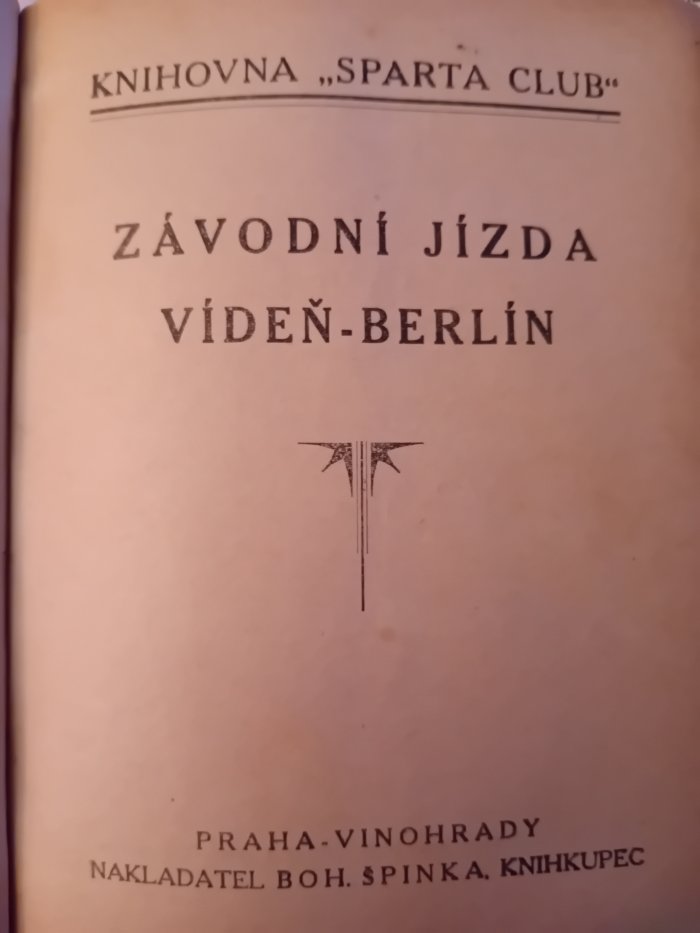 KNIHOVNA „SPARTA CLUB“
ZÁVODNÍ JÍZDA
VÍDEŇ-BERLÍN
PRAHA-VINOHRADY
NAKLADATEL BOH. ŠPINKA, KNIHKUPEC